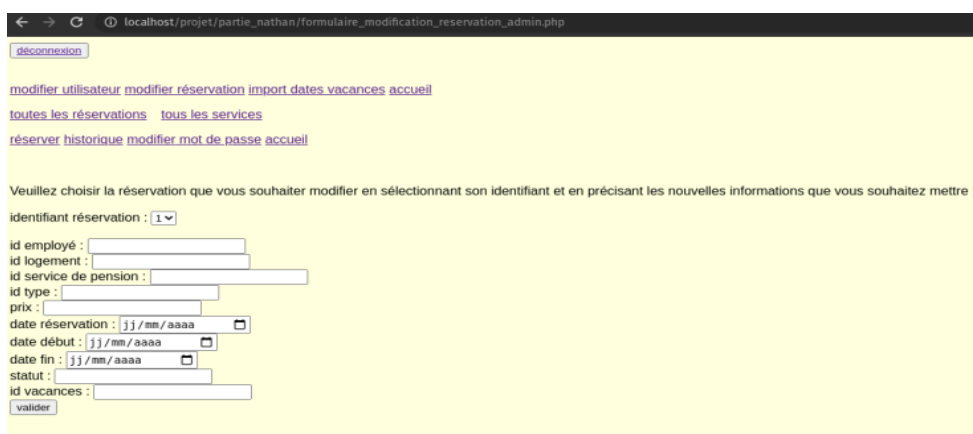 localhost/projet/partie_nathan/formulaire_modification_reservation_admin.php
déconnexion
modifier utilisateur modifier réservation import dates vacances accueil
toutes les réservations tous les services
réserver historique modifier mot de passe accueil
Veuillez choisir la réservation que vous souhaiter modifier en sélectionnant son identifiant et en précisant les nouvelles informations que vous souhaitez mettre
identifiant réservation : 1
id employé :
id logement :
id service de pension :
id type :
prix :
date réservation : jj/mm/aaaa
date début : jj/mm/aaaa
date fin : jj/mm/aaaa
statut :
id vacances :
valider